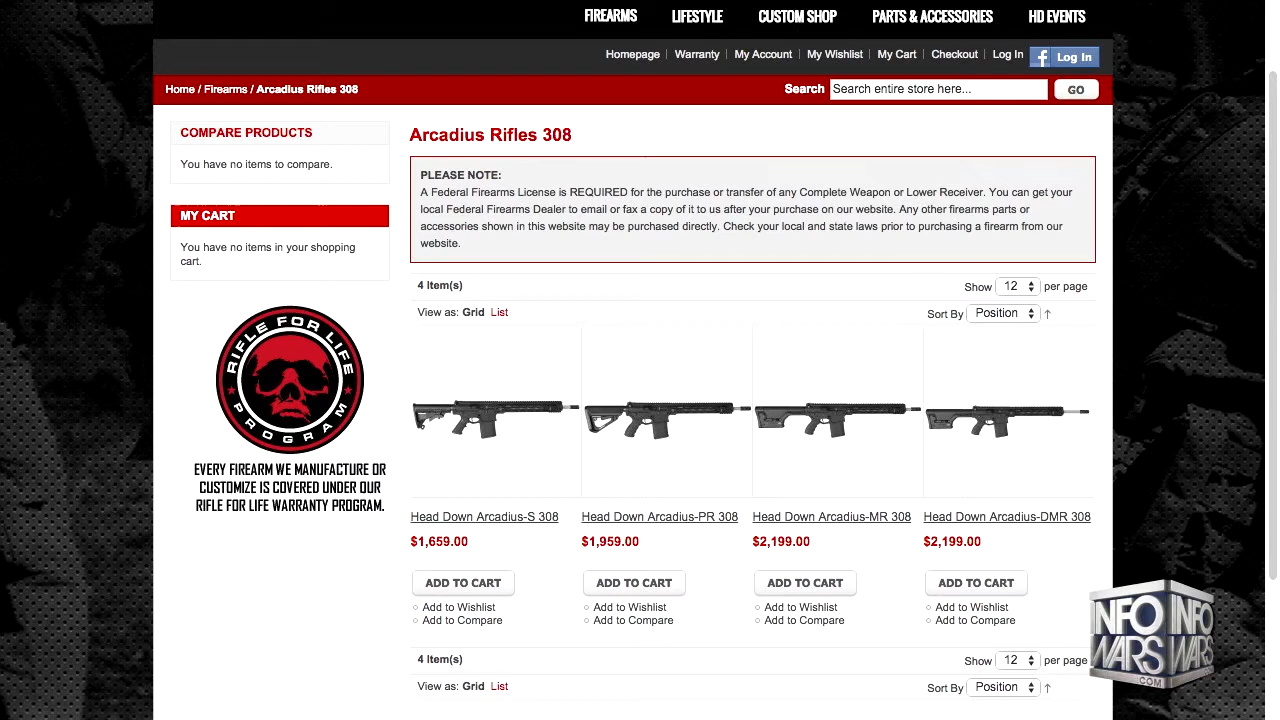 FIREARMS LIFESTYLE CUSTOM SHOP PARTS & ACCESSORIES HD EVENTS
Homepage Warranty My Account My Wishlist My Cart Checkout Log In f Log In
Home / Firearms / Arcadius Rifles 308 Search Search entire store here... GO
COMPARE PRODUCTS
You have no items to compare.
MY CART
You have no items in your shopping
cart.
RIFLE FOR LIFE
PROGRAM
EVERY FIREARM WE MANUFACTURE OR
CUSTOMIZE IS COVERED UNDER OUR
RIFLE FOR LIFE WARRANTY PROGRAM.
Arcadius Rifles 308
PLEASE NOTE:
A Federal Firearms License is REQUIRED for the purchase or transfer of any Complete Weapon or Lower Receiver. You can get your
local Federal Firearms Dealer to email or fax a copy of it to us after your purchase on our website. Any other firearms parts or
accessories shown in this website may be purchased directly. Check your local and state laws prior to purchasing a firearm from our
website.
4 Item(s) Show 12 per page
View as: Grid List Sort By Position
Head Down Arcadius-S 308 Head Down Arcadius-PR 308 Head Down Arcadius-MR 308 Head Down Arcadius-DMR 308
$1,659.00 $1,959.00 $2,199.00 $2,199.00
ADD TO CART ADD TO CART ADD TO CART ADD TO CART
Add to Wishlist Add to Wishlist Add to Wishlist Add to Wishlist
Add to Compare Add to Compare Add to Compare Add to Compare
4 Item(s) Show 12 per page
View as: Grid List Sort By Position
INFO INFO
WARS WARS
.COM